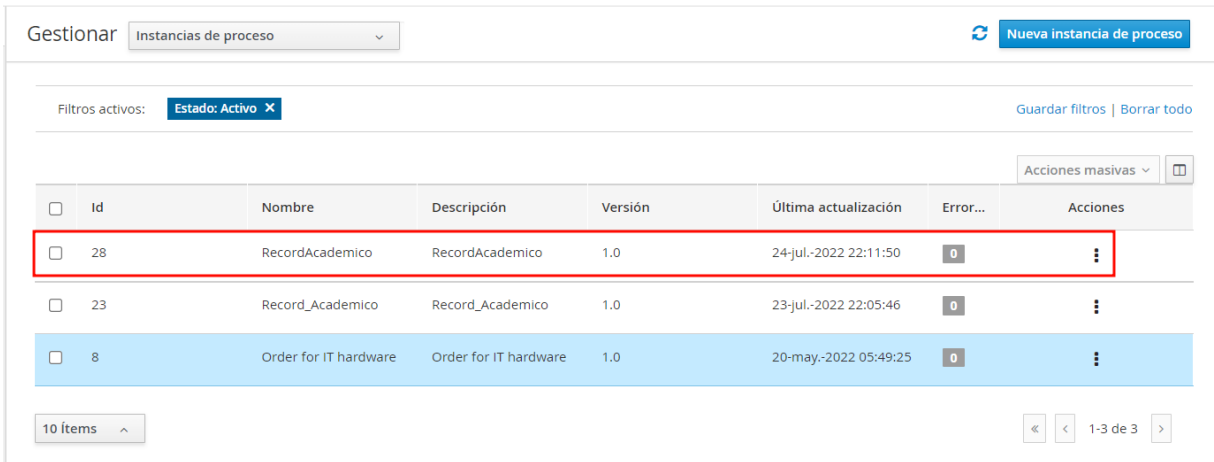 Gestionar Instancias de proceso Nueva instancia de proceso
Filtros activos: Estado: Activo × Guardar filtros | Borrar todo
Acciones masivas
Id Nombre Descripción Versión Última actualización Error... Acciones
28 RecordAcademico RecordAcademico 1.0 24-jul.-2022 22:11:50 0
23 Record_Academico Record_Academico 1.0 23-jul.-2022 22:05:46 0
8 Order for IT hardware Order for IT hardware 1.0 20-may.-2022 05:49:25 0
10 Ítems « < 1-3 de 3 >